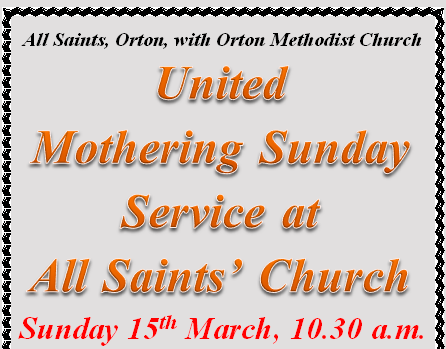 All Saints, Orton, with Orton Methodist Church
United
Mothering Sunday
Service at
All Saints’ Church
Sunday 15th March, 10.30 a.m.